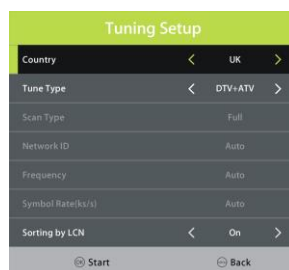 Tuning Setup
Country < UK >
Tune Type < DTV+ATV >
Scan Type Full
Network ID Auto
Frequency Auto
Symbol Rate(ks/s) Auto
Sorting by LCN < On >
OK Start Back